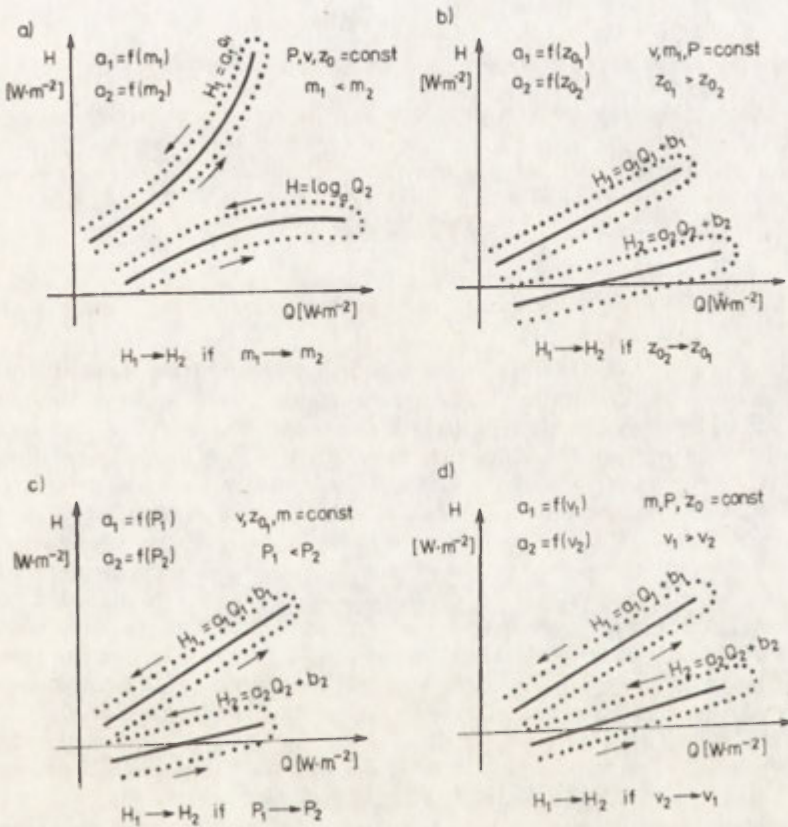 a)
H
[W·m⁻²]
a₁ = f(m₁)
a₂ = f(m₂)
P, v, z₀ = const
m₁ < m₂
H = logₐ Q₂
Q [W·m⁻²]
H₁ → H₂ if m₁ → m₂
b)
H
[W·m⁻²]
a₁ = f(z₀₁)
a₂ = f(z₀₂)
v, m₁, P = const
z₀₁ > z₀₂
H₁ = a₁Q₁ + b₁
H₂ = a₂Q₂ + b₂
Q [W·m⁻²]
H₁ → H₂ if z₀₂ → z₀₁
c)
H
[W·m⁻²]
a₁ = f(P₁)
a₂ = f(P₂)
v, z₀₁, m = const
P₁ < P₂
H₁ = a₁Q₁ + b₁
H₂ = a₂Q₂ + b₂
Q [W·m⁻²]
H₁ → H₂ if P₁ → P₂
d)
H
[W·m⁻²]
a₁ = f(v₁)
a₂ = f(v₂)
m, P, z₀ = const
v₁ > v₂
H₁ = a₁Q₁ + b₁
H₂ = a₂Q₂ + b₂
Q [W·m⁻²]
H₁ → H₂ if v₂ → v₁